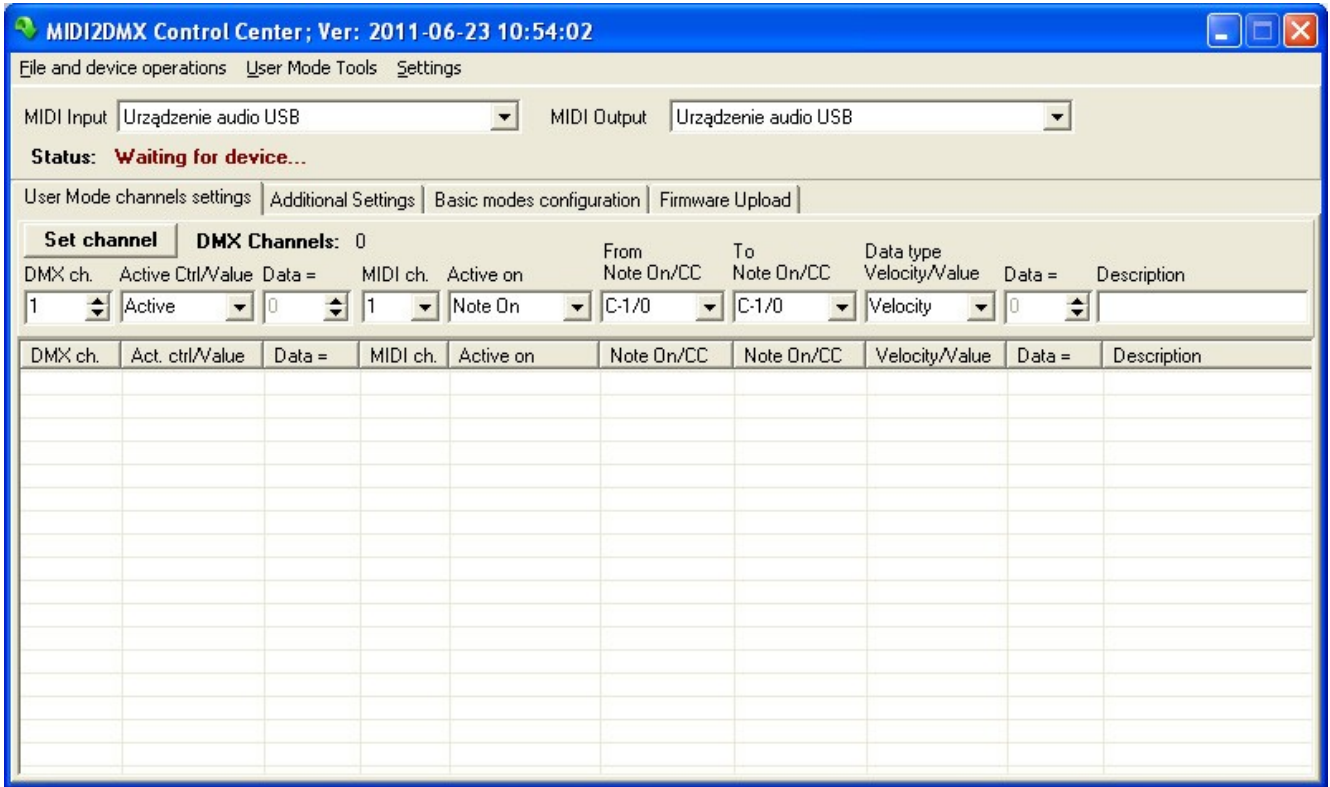 MIDI2DMX Control Center; Ver: 2011-06-23 10:54:02
File and device operations User Mode Tools Settings
MIDI Input Urządzenie audio USB MIDI Output Urządzenie audio USB
Status: Waiting for device...
User Mode channels settings Additional Settings Basic modes configuration Firmware Upload
Set channel DMX Channels: 0
From To Data type
DMX ch. Active Ctrl/Value Data = MIDI ch. Active on Note On/CC Note On/CC Velocity/Value Data = Description
1 Active 0 1 Note On C-1/0 C-1/0 Velocity 0
DMX ch. Act. ctrl/Value Data = MIDI ch. Active on Note On/CC Note On/CC Velocity/Value Data = Description